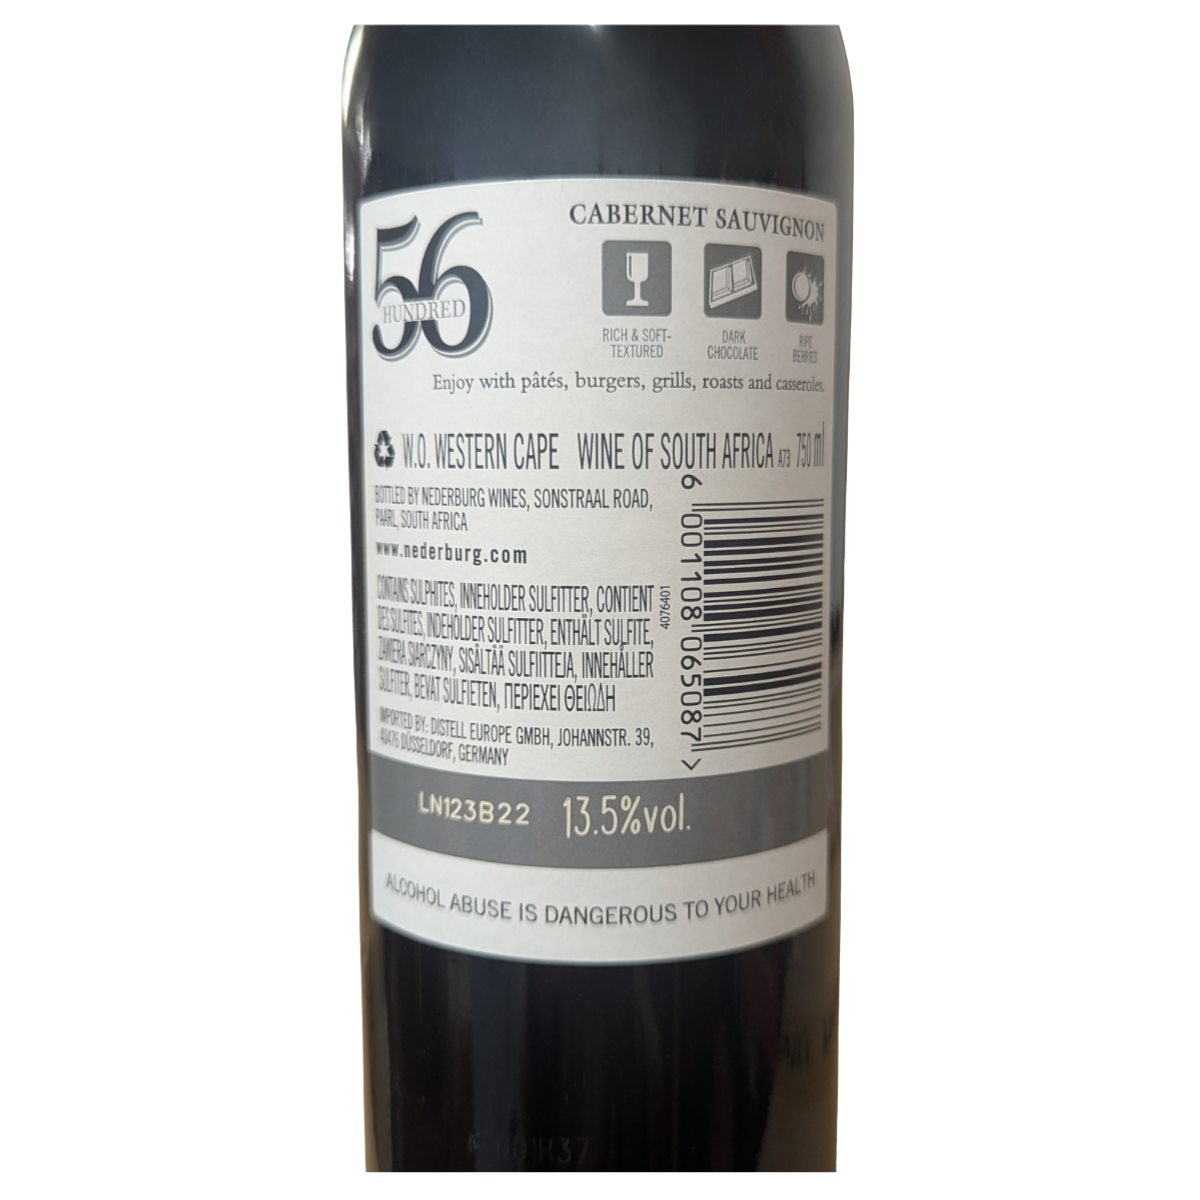 56
HUNDRED
CABERNET SAUVIGNON
RICH & SOFT-
TEXTURED
DARK
CHOCOLATE
RIPE
BERRIES
Enjoy with pâtés, burgers, grills, roasts and casseroles.
W.O. WESTERN CAPE WINE OF SOUTH AFRICA A73 750 ml
BOTTLED BY NEDERBURG WINES, SONSTRAAL ROAD,
PAARL, SOUTH AFRICA
www.nederburg.com
CONTAINS SULPHITES, INNEHOLDER SULFITTER, CONTIENT
DES SULFITES, INDEHOLDER SULFITTER, ENTHÄLT SULFITE,
ZAWIERA SIARCZYNY, SISÄLTÄÄ SULFIITTEJA, INNEHÅLLER
SULFITER, BEVAT SULFIETEN, ΠΕΡΙΕΧΕΙ ΘΕΙΩΔΗ
IMPORTED BY: DISTELL EUROPE GMBH, JOHANNSTR. 39,
40476 DÜSSELDORF, GERMANY
4076401
6 001108 065087 >
LN123B22 13.5%vol.
ALCOHOL ABUSE IS DANGEROUS TO YOUR HEALTH